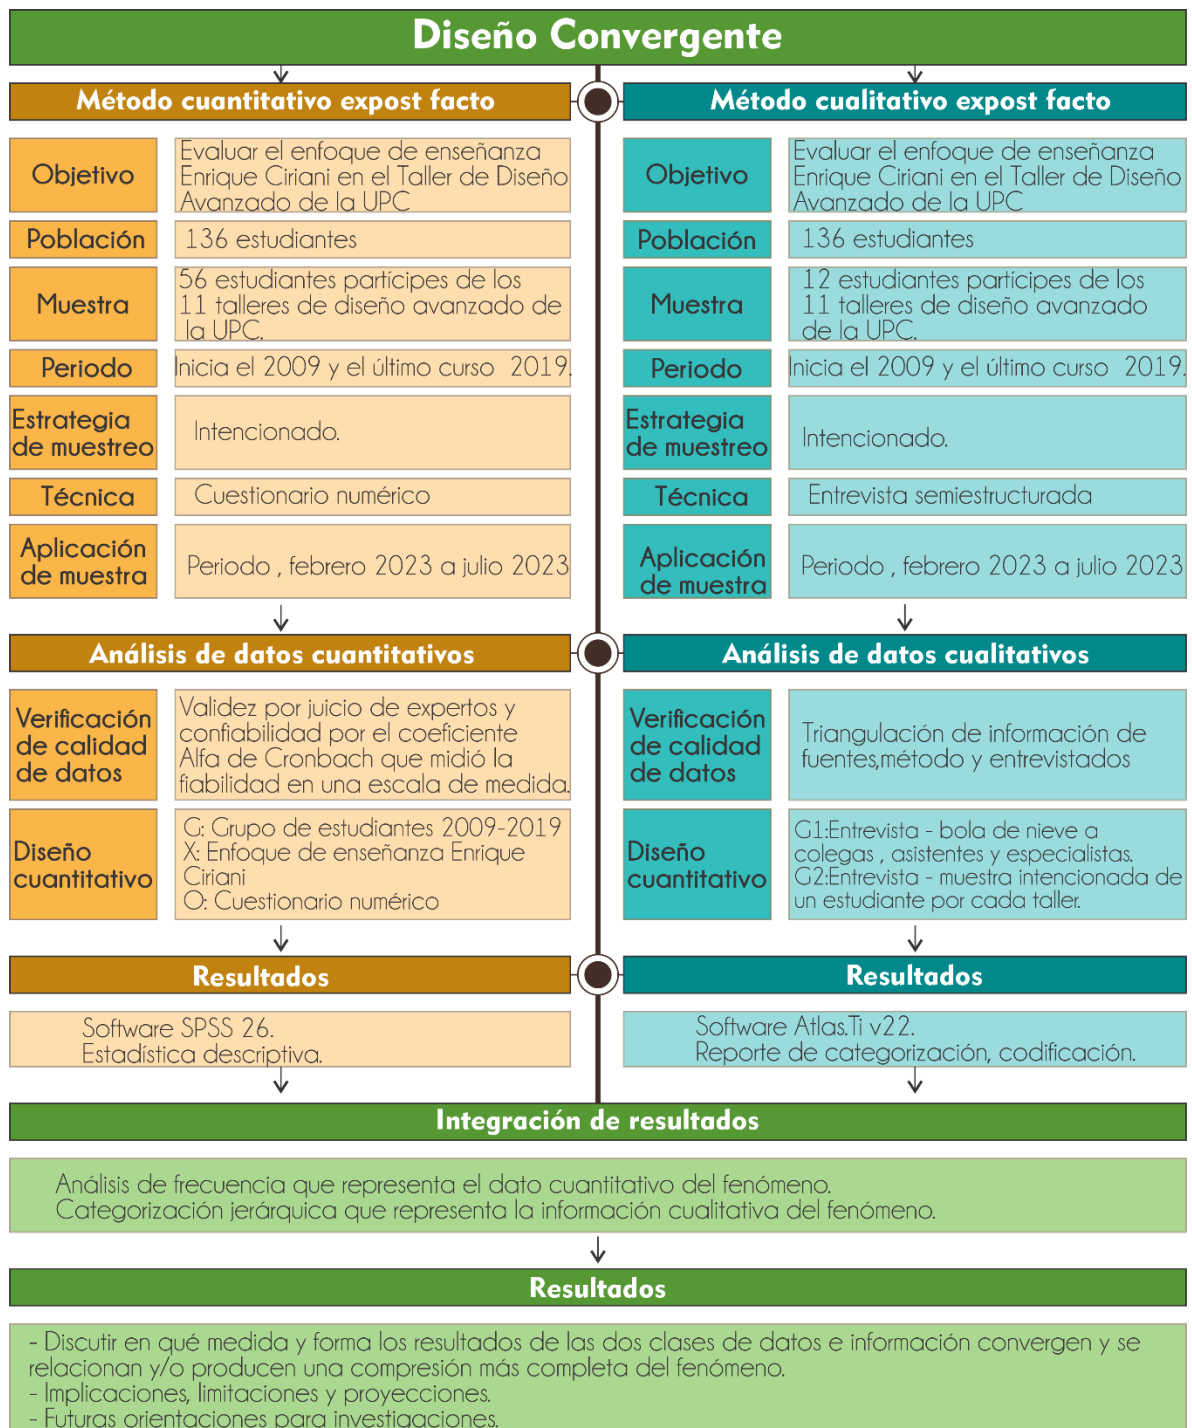 Diseño Convergente
Método cuantitativo expost facto
Objetivo
Evaluar el enfoque de enseñanza
Enrique Ciriani en el Taller de Diseño
Avanzado de la UPC
Población
136 estudiantes
Muestra
56 estudiantes partícipes de los
11 talleres de diseño avanzado de
la UPC.
Periodo
Inicia el 2009 y el último curso 2019.
Estrategia
de muestreo
Intencionado.
Técnica
Cuestionario numérico
Aplicación
de muestra
Periodo , febrero 2023 a julio 2023
Método cualitativo expost facto
Objetivo
Evaluar el enfoque de enseñanza
Enrique Ciriani en el Taller de Diseño
Avanzado de la UPC
Población
136 estudiantes
Muestra
12 estudiantes partícipes de los
11 talleres de diseño avanzado
de la UPC.
Periodo
Inicia el 2009 y el último curso 2019.
Estrategia
de muestreo
Intencionado.
Técnica
Entrevista semiestructurada
Aplicación
de muestra
Periodo , febrero 2023 a julio 2023
Análisis de datos cuantitativos
Verificación
de calidad
de datos
Validez por juicio de expertos y
confiabilidad por el coeficiente
Alfa de Cronbach que midió la
fiabilidad en una escala de medida.
Diseño
cuantitativo
G: Grupo de estudiantes 2009-2019
X: Enfoque de enseñanza Enrique
Ciriani
O: Cuestionario numérico
Análisis de datos cualitativos
Verificación
de calidad
de datos
Triangulación de información de
fuentes,método y entrevistados
Diseño
cuantitativo
G1:Entrevista - bola de nieve a
colegas , asistentes y especialistas.
G2:Entrevista - muestra intencionada de
un estudiante por cada taller.
Resultados
Software SPSS 26.
Estadística descriptiva.
Resultados
Software Atlas.Ti v22.
Reporte de categorización, codificación.
Integración de resultados
Análisis de frecuencia que representa el dato cuantitativo del fenómeno.
Categorización jerárquica que representa la información cualitativa del fenómeno.
Resultados
- Discutir en qué medida y forma los resultados de las dos clases de datos e información convergen y se
relacionan y/o producen una compresión más completa del fenómeno.
- Implicaciones, limitaciones y proyecciones.
- Futuras orientaciones para investigaciones.